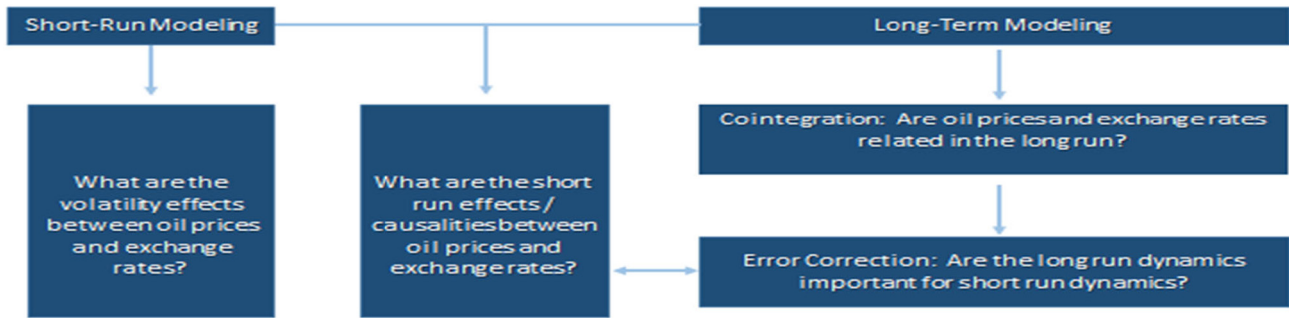 Short-Run Modeling
Long-Term Modeling
What are the
volatility effects
between oil prices
and exchange
rates?
What are the short
run effects /
causalities between
oil prices and
exchange rates?
Cointegration: Are oil prices and exchange rates
related in the long run?
Error Correction: Are the long run dynamics
important for short run dynamics?